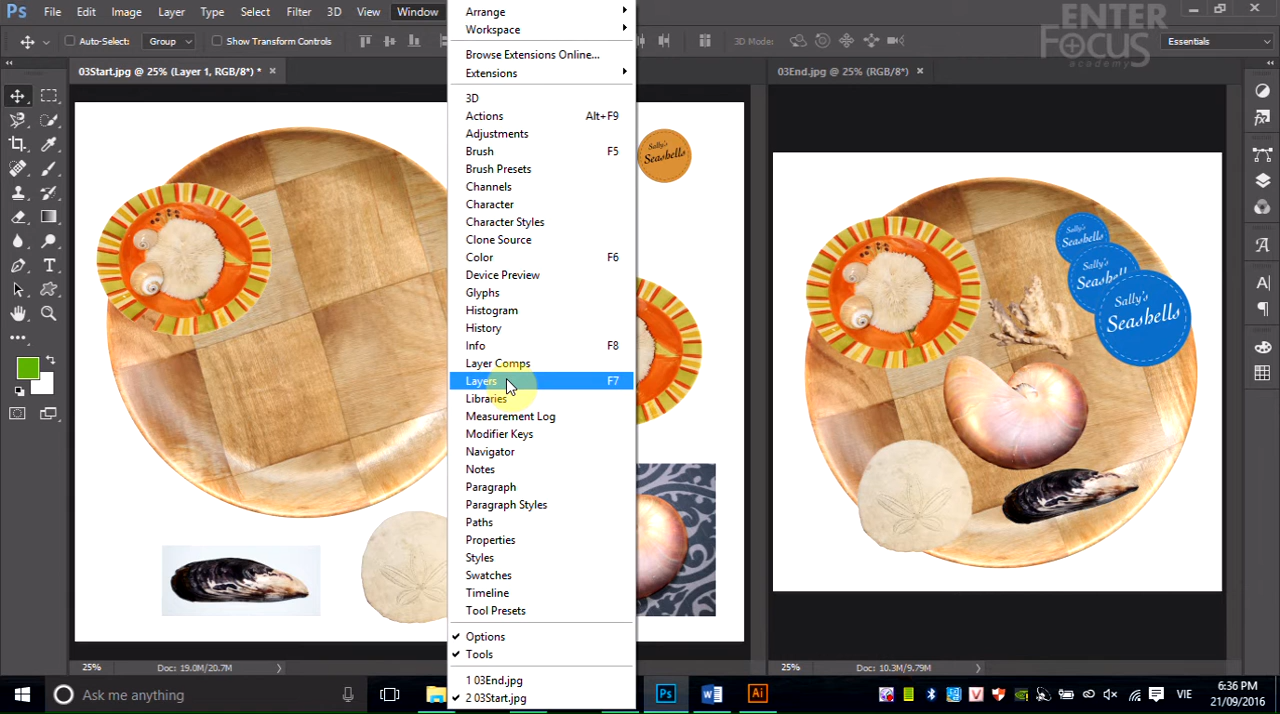 Ps File Edit Image Layer Type Select Filter 3D View Window
Auto-Select: Group Show Transform Controls 3D Mode: Essentials
ENTER
FOCUS
academy
03Start.jpg @ 25% (Layer 1, RGB/8*) *
03End.jpg @ 25% (RGB/8*)
Arrange
Workspace
Browse Extensions Online...
Extensions
3D
Actions Alt+F9
Adjustments
Brush F5
Brush Presets
Channels
Character
Character Styles
Clone Source
Color F6
Device Preview
Glyphs
Histogram
History
Info F8
Layer Comps
Layers F7
Libraries
Measurement Log
Modifier Keys
Navigator
Notes
Paragraph
Paragraph Styles
Paths
Properties
Styles
Swatches
Timeline
Tool Presets
Options
Tools
1 03End.jpg
2 03Start.jpg
Sally's
Seashells
Sally's
Seashells
Sally's
Seashells
Sally's
Seashells
25% Doc: 19.0M/20.7M
25% Doc: 10.3M/9.79M
Ask me anything
VIE
6:36 PM
21/09/2016